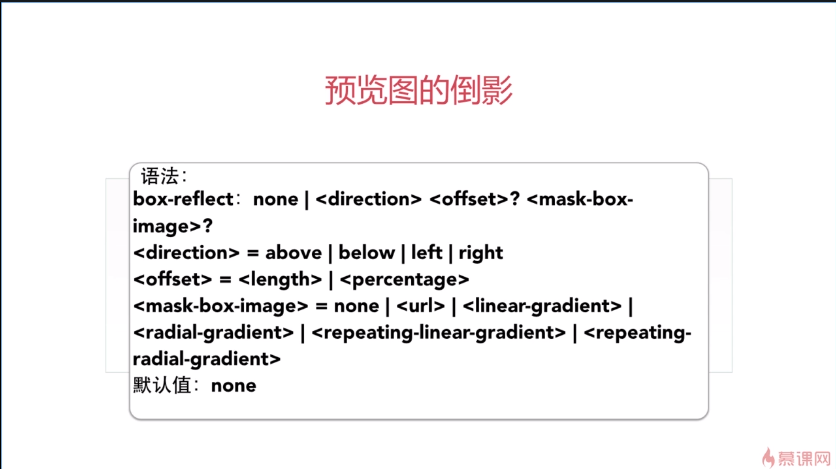 预览图的倒影
语法：
box-reflect：none | <direction> <offset>? <mask-box-
image>?
<direction> = above | below | left | right
<offset> = <length> | <percentage>
<mask-box-image> = none | <url> | <linear-gradient> |
<radial-gradient> | <repeating-linear-gradient> | <repeating-
radial-gradient>
默认值：none
慕课网